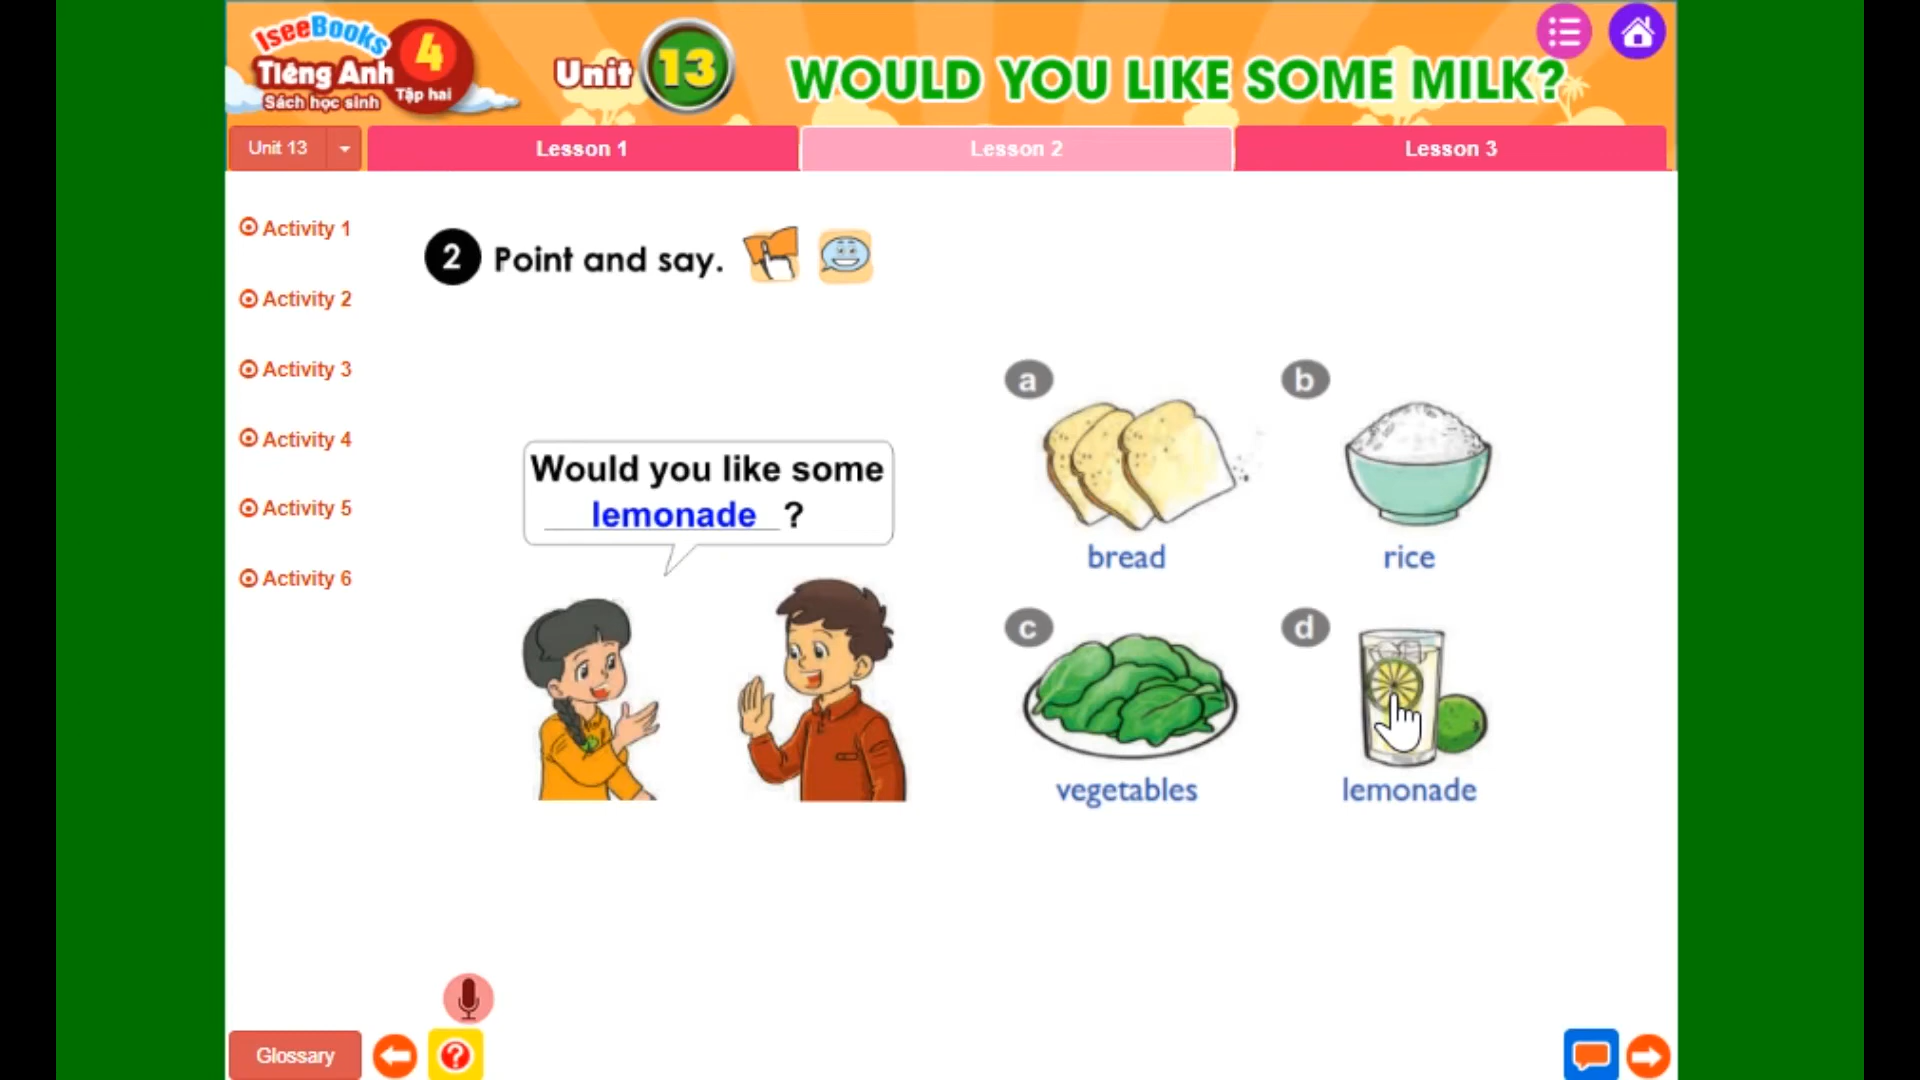 IseeBooks
Tiếng Anh 4
Tập hai
Sách học sinh
Unit 13
WOULD YOU LIKE SOME MILK?
Unit 13
Lesson 1
Lesson 2
Lesson 3
Activity 1
Activity 2
Activity 3
Activity 4
Activity 5
Activity 6
2 Point and say.
Would you like some
lemonade ?
a
bread
b
rice
c
vegetables
d
lemonade
Glossary
?